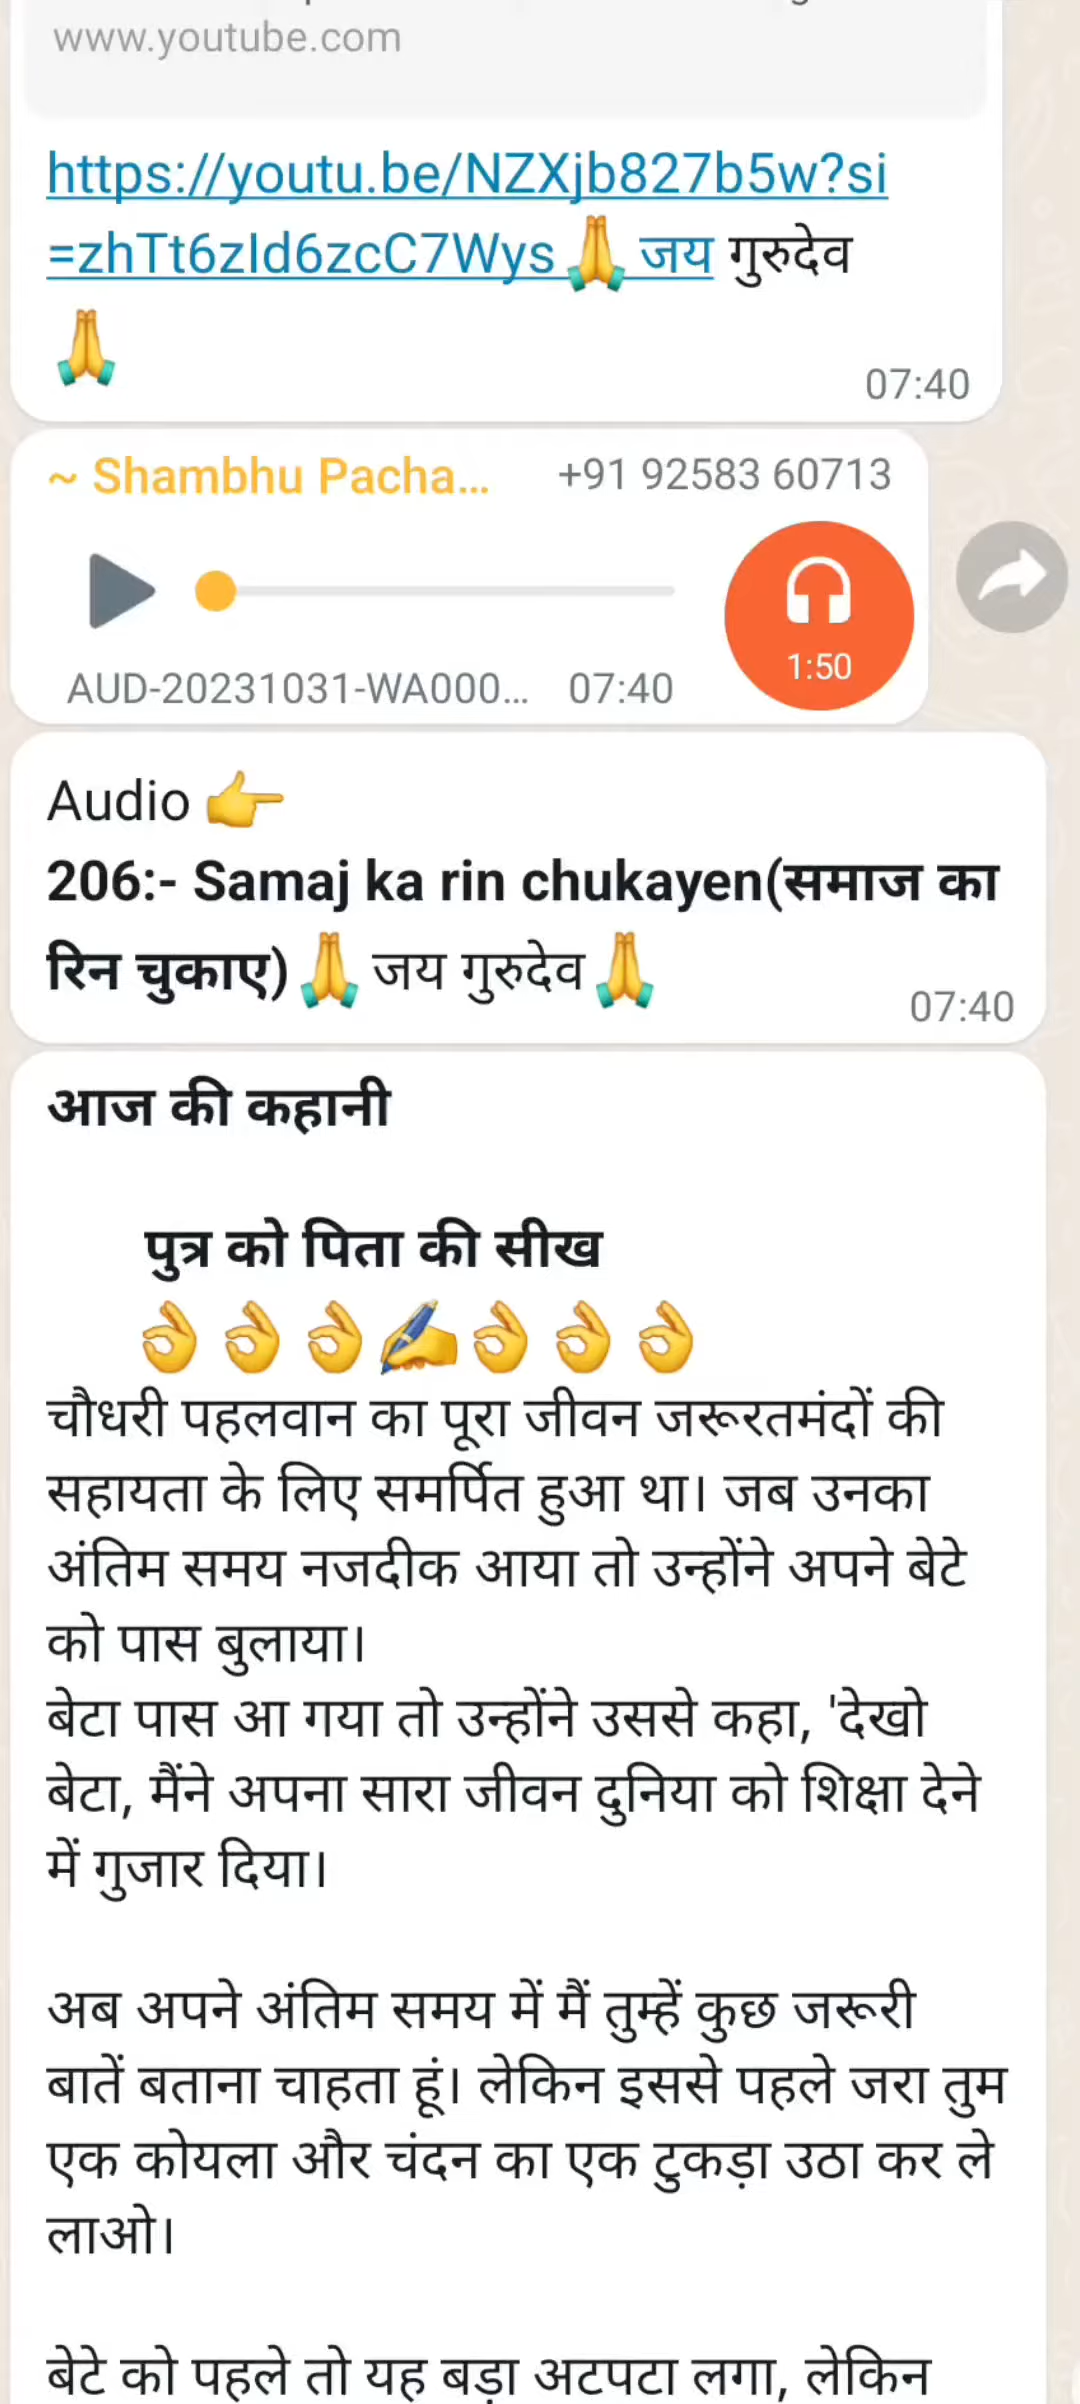 www.youtube.com
https://youtu.be/NZXjb827b5w?si
=zhTt6zId6zcC7Wys🙏 जय गुरुदेव
🙏
07:40
~ Shambhu Pacha... +91 92583 60713
1:50
AUD-20231031-WA000... 07:40
Audio 👉
206:- Samaj ka rin chukayen(समाज का
रिन चुकाए)🙏 जय गुरुदेव🙏
07:40
आज की कहानी
पुत्र को पिता की सीख
👌👌👌✍️👌👌👌
चौधरी पहलवान का पूरा जीवन जरूरतमंदों की
सहायता के लिए समर्पित हुआ था। जब उनका
अंतिम समय नजदीक आया तो उन्होंने अपने बेटे
को पास बुलाया।
बेटा पास आ गया तो उन्होंने उससे कहा, 'देखो
बेटा, मैंने अपना सारा जीवन दुनिया को शिक्षा देने
में गुजार दिया।
अब अपने अंतिम समय में मैं तुम्हें कुछ जरूरी
बातें बताना चाहता हूं। लेकिन इससे पहले जरा तुम
एक कोयला और चंदन का एक टुकड़ा उठा कर ले
लाओ।
बेटे को पहले तो यह बड़ा अटपटा लगा, लेकिन